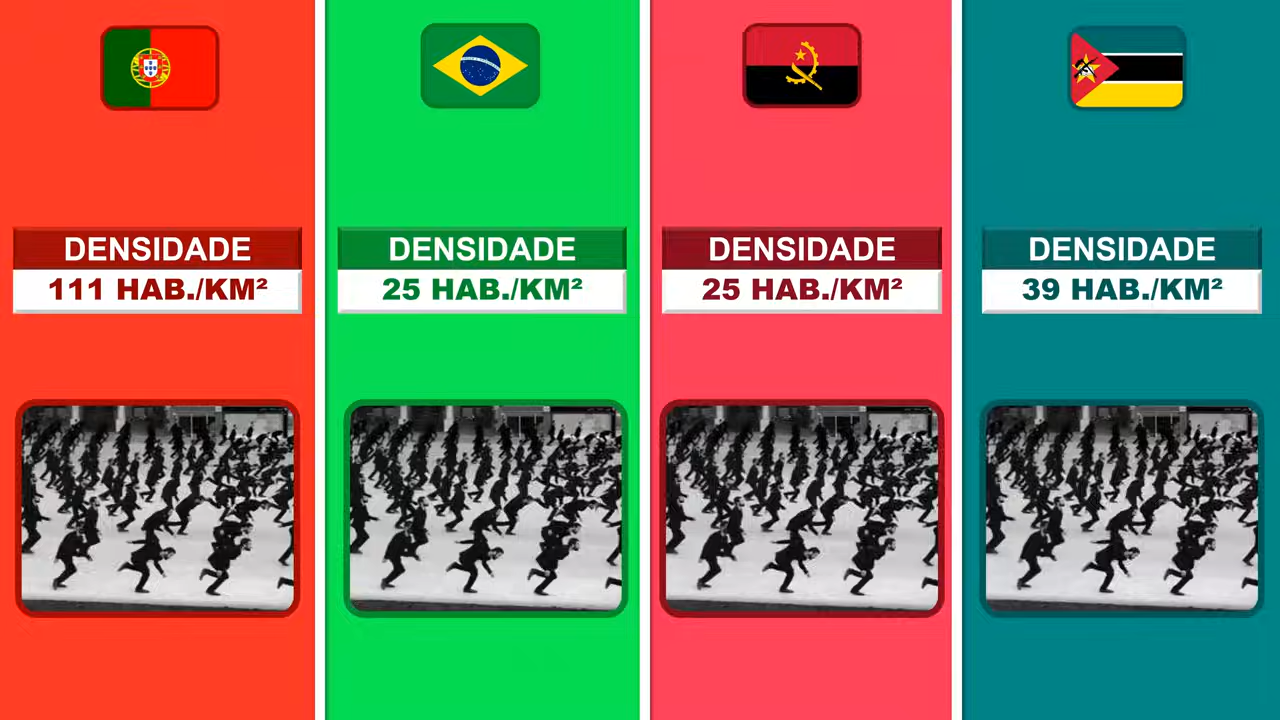 DENSIDADE
111 HAB./KM²
DENSIDADE
25 HAB./KM²
DENSIDADE
25 HAB./KM²
DENSIDADE
39 HAB./KM²